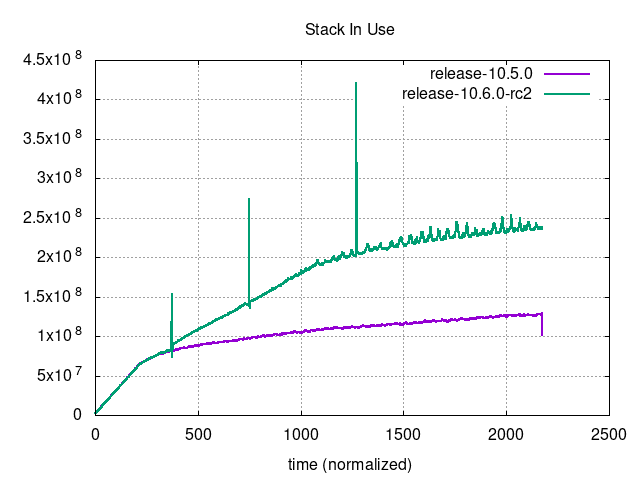 Stack In Use
4.5x10 8
4x10 8
3.5x10 8
3x10 8
2.5x10 8
2x10 8
1.5x10 8
1x10 8
5x10 7
0
release-10.5.0
release-10.6.0-rc2
0 500 1000 1500 2000 2500
time (normalized)